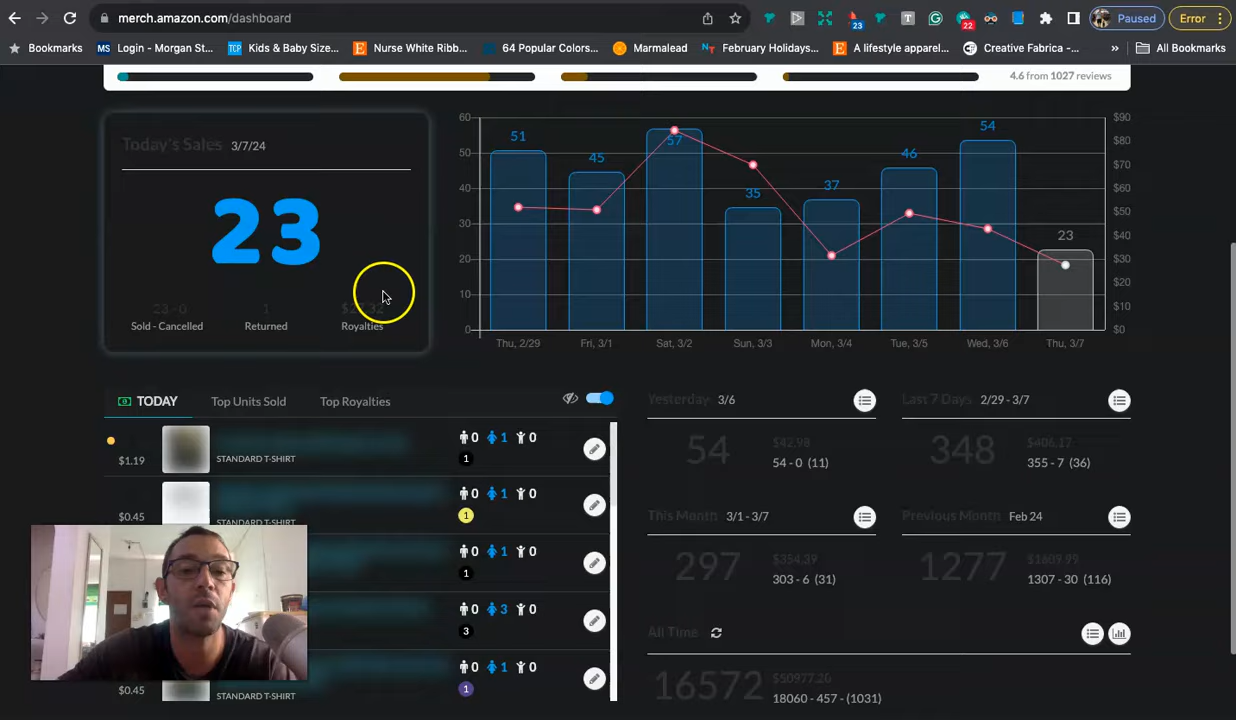 merch.amazon.com/dashboard
23
22
Paused
Error
Bookmarks
MS Login - Morgan St...
TCP Kids & Baby Size...
E Nurse White Ribb...
64 Popular Colors...
Marmalead
NT February Holidays...
E A lifestyle apparel...
Creative Fabrica -...
»
All Bookmarks
4.6 from 1027 reviews
Today's Sales 3/7/24
23
23 - 0 1
Sold - Cancelled Returned Royalties
60 50 40 30 20 10 0
51 45 57 35 37 46 54 23
$90 $80 $70 $60 $50 $40 $30 $20 $10 $0
Thu, 2/29 Fri, 3/1 Sat, 3/2 Sun, 3/3 Mon, 3/4 Tue, 3/5 Wed, 3/6 Thu, 3/7
TODAY Top Units Sold Top Royalties
0 1 0
$1.19 STANDARD T-SHIRT 1
0 1 0
$0.45 STANDARD T-SHIRT 1
0 1 0
1
0 3 0
3
0 1 0
$0.45 STANDARD T-SHIRT 1
Yesterday 3/6
54 $42.98
54 - 0 (11)
Last 7 Days 2/29 - 3/7
348 $406.17
355 - 7 (36)
This Month 3/1 - 3/7
297 $354.39
303 - 6 (31)
Previous Month Feb 24
1277 $1609.99
1307 - 30 (116)
All Time
16572 $50977.26
18060 - 457 - (1031)